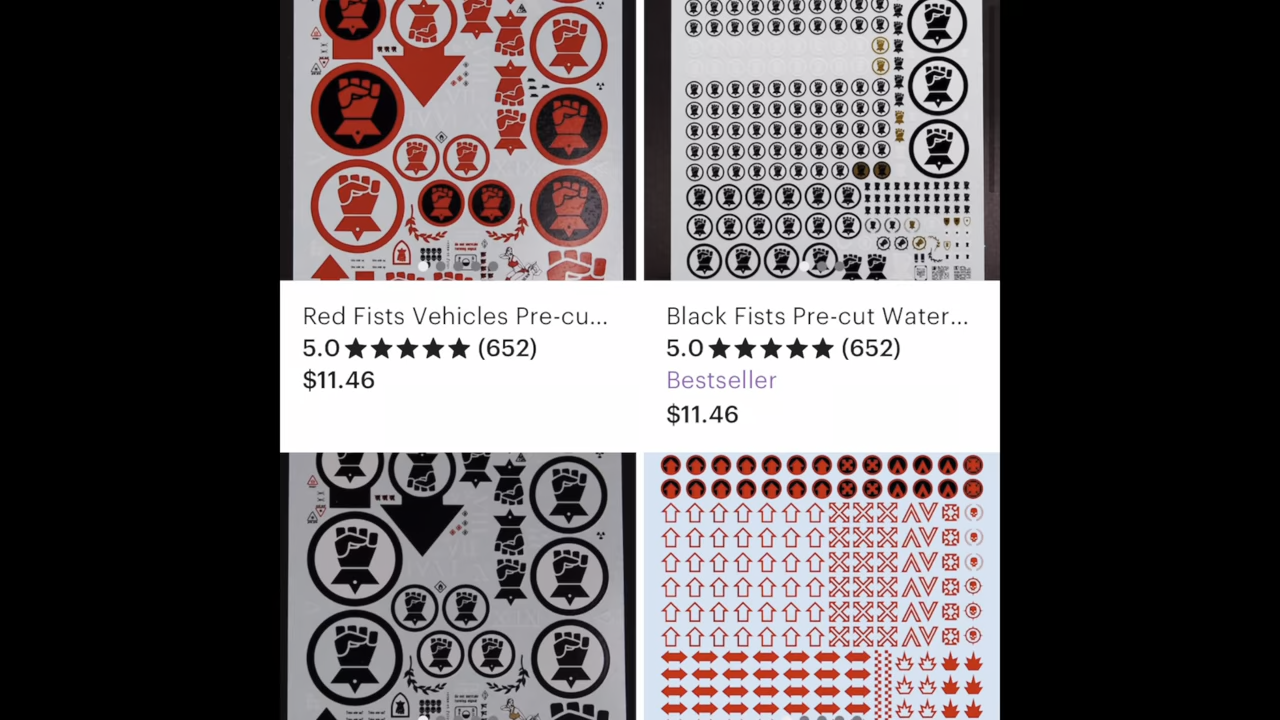 Red Fists Vehicles Pre-cu...
5.0★★★★★ (652)
$11.46
Black Fists Pre-cut Water...
5.0★★★★★ (652)
Bestseller
$11.46